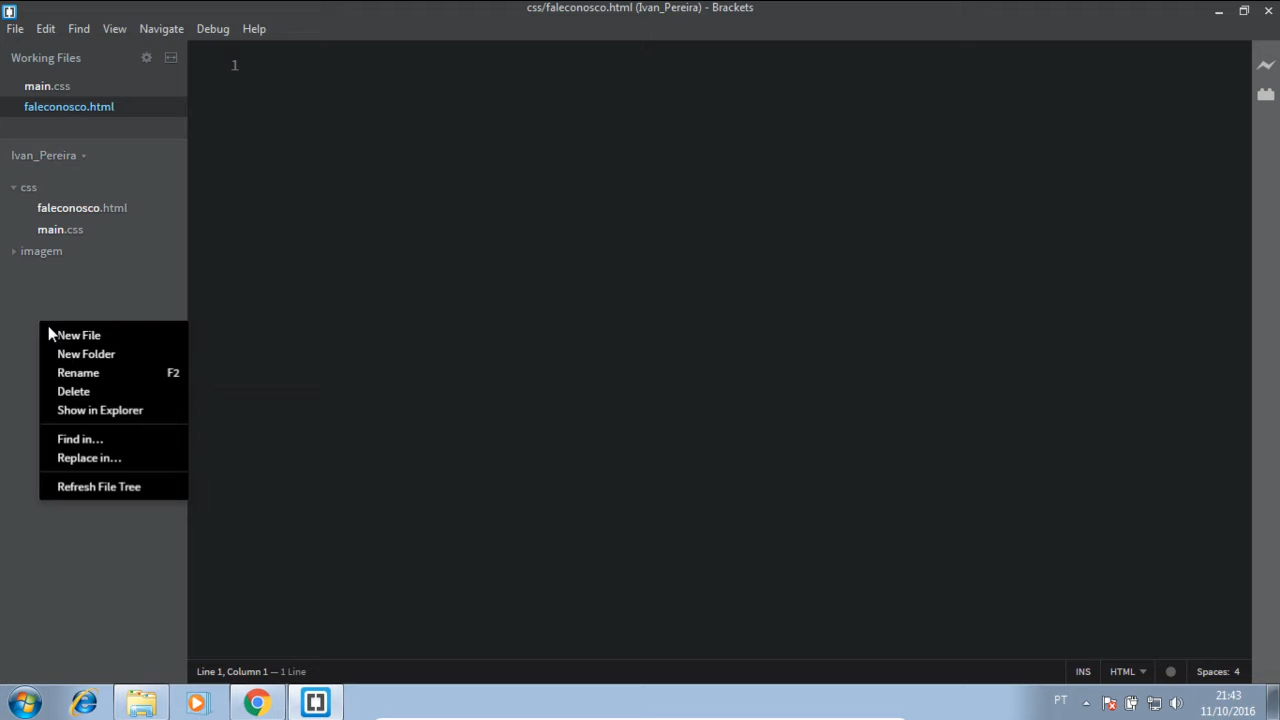 css/faleconosco.html (Ivan_Pereira) - Brackets
File Edit Find View Navigate Debug Help
Working Files
main.css
faleconosco.html
Ivan_Pereira
css
faleconosco.html
main.css
imagem
New File
New Folder
Rename F2
Delete
Show in Explorer
Find in...
Replace in...
Refresh File Tree
1
Line 1, Column 1 — 1 Line
INS HTML Spaces: 4
PT
21:43
11/10/2016